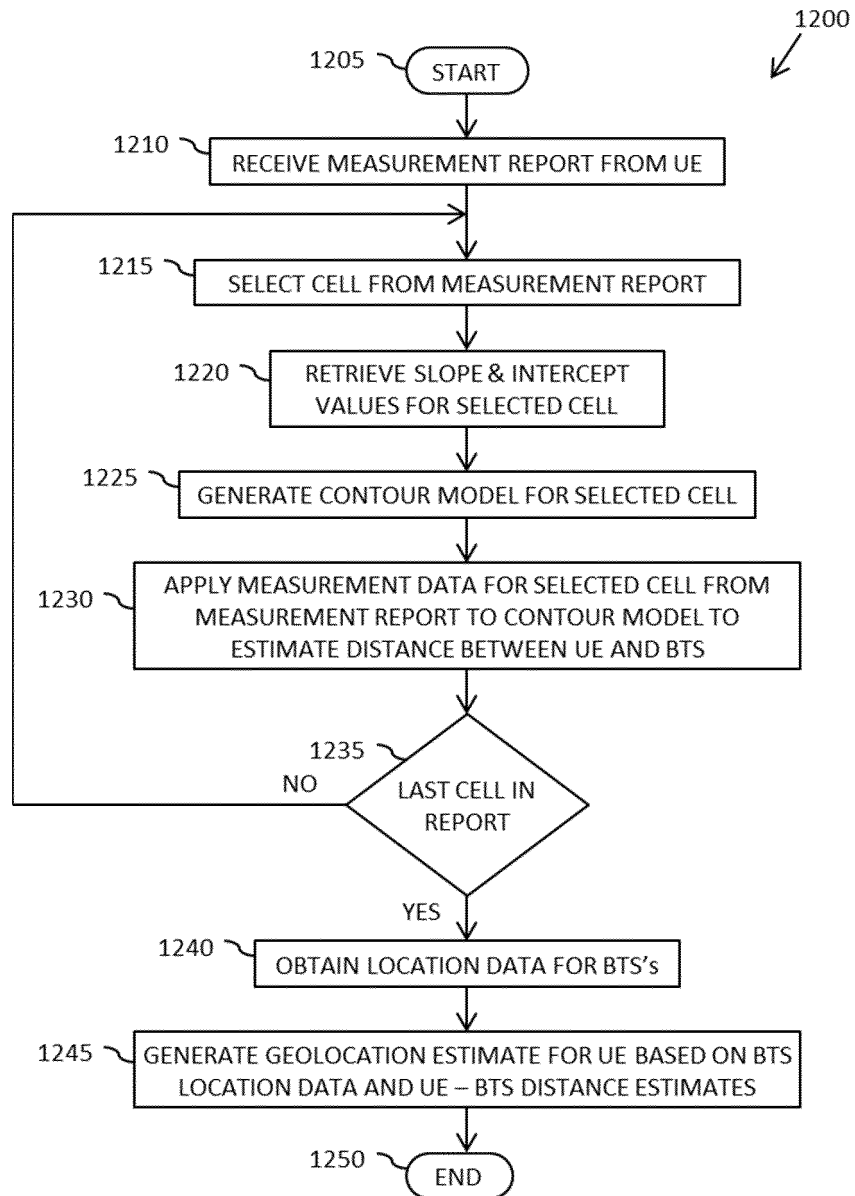 1200
1205
START
1210
RECEIVE MEASUREMENT REPORT FROM UE
1215
SELECT CELL FROM MEASUREMENT REPORT
1220
RETRIEVE SLOPE & INTERCEPT
VALUES FOR SELECTED CELL
1225
GENERATE CONTOUR MODEL FOR SELECTED CELL
1230
APPLY MEASUREMENT DATA FOR SELECTED CELL FROM
MEASUREMENT REPORT TO CONTOUR MODEL TO
ESTIMATE DISTANCE BETWEEN UE AND BTS
1235
NO
LAST CELL IN
REPORT
YES
1240
OBTAIN LOCATION DATA FOR BTS's
1245
GENERATE GEOLOCATION ESTIMATE FOR UE BASED ON BTS
LOCATION DATA AND UE – BTS DISTANCE ESTIMATES
1250
END